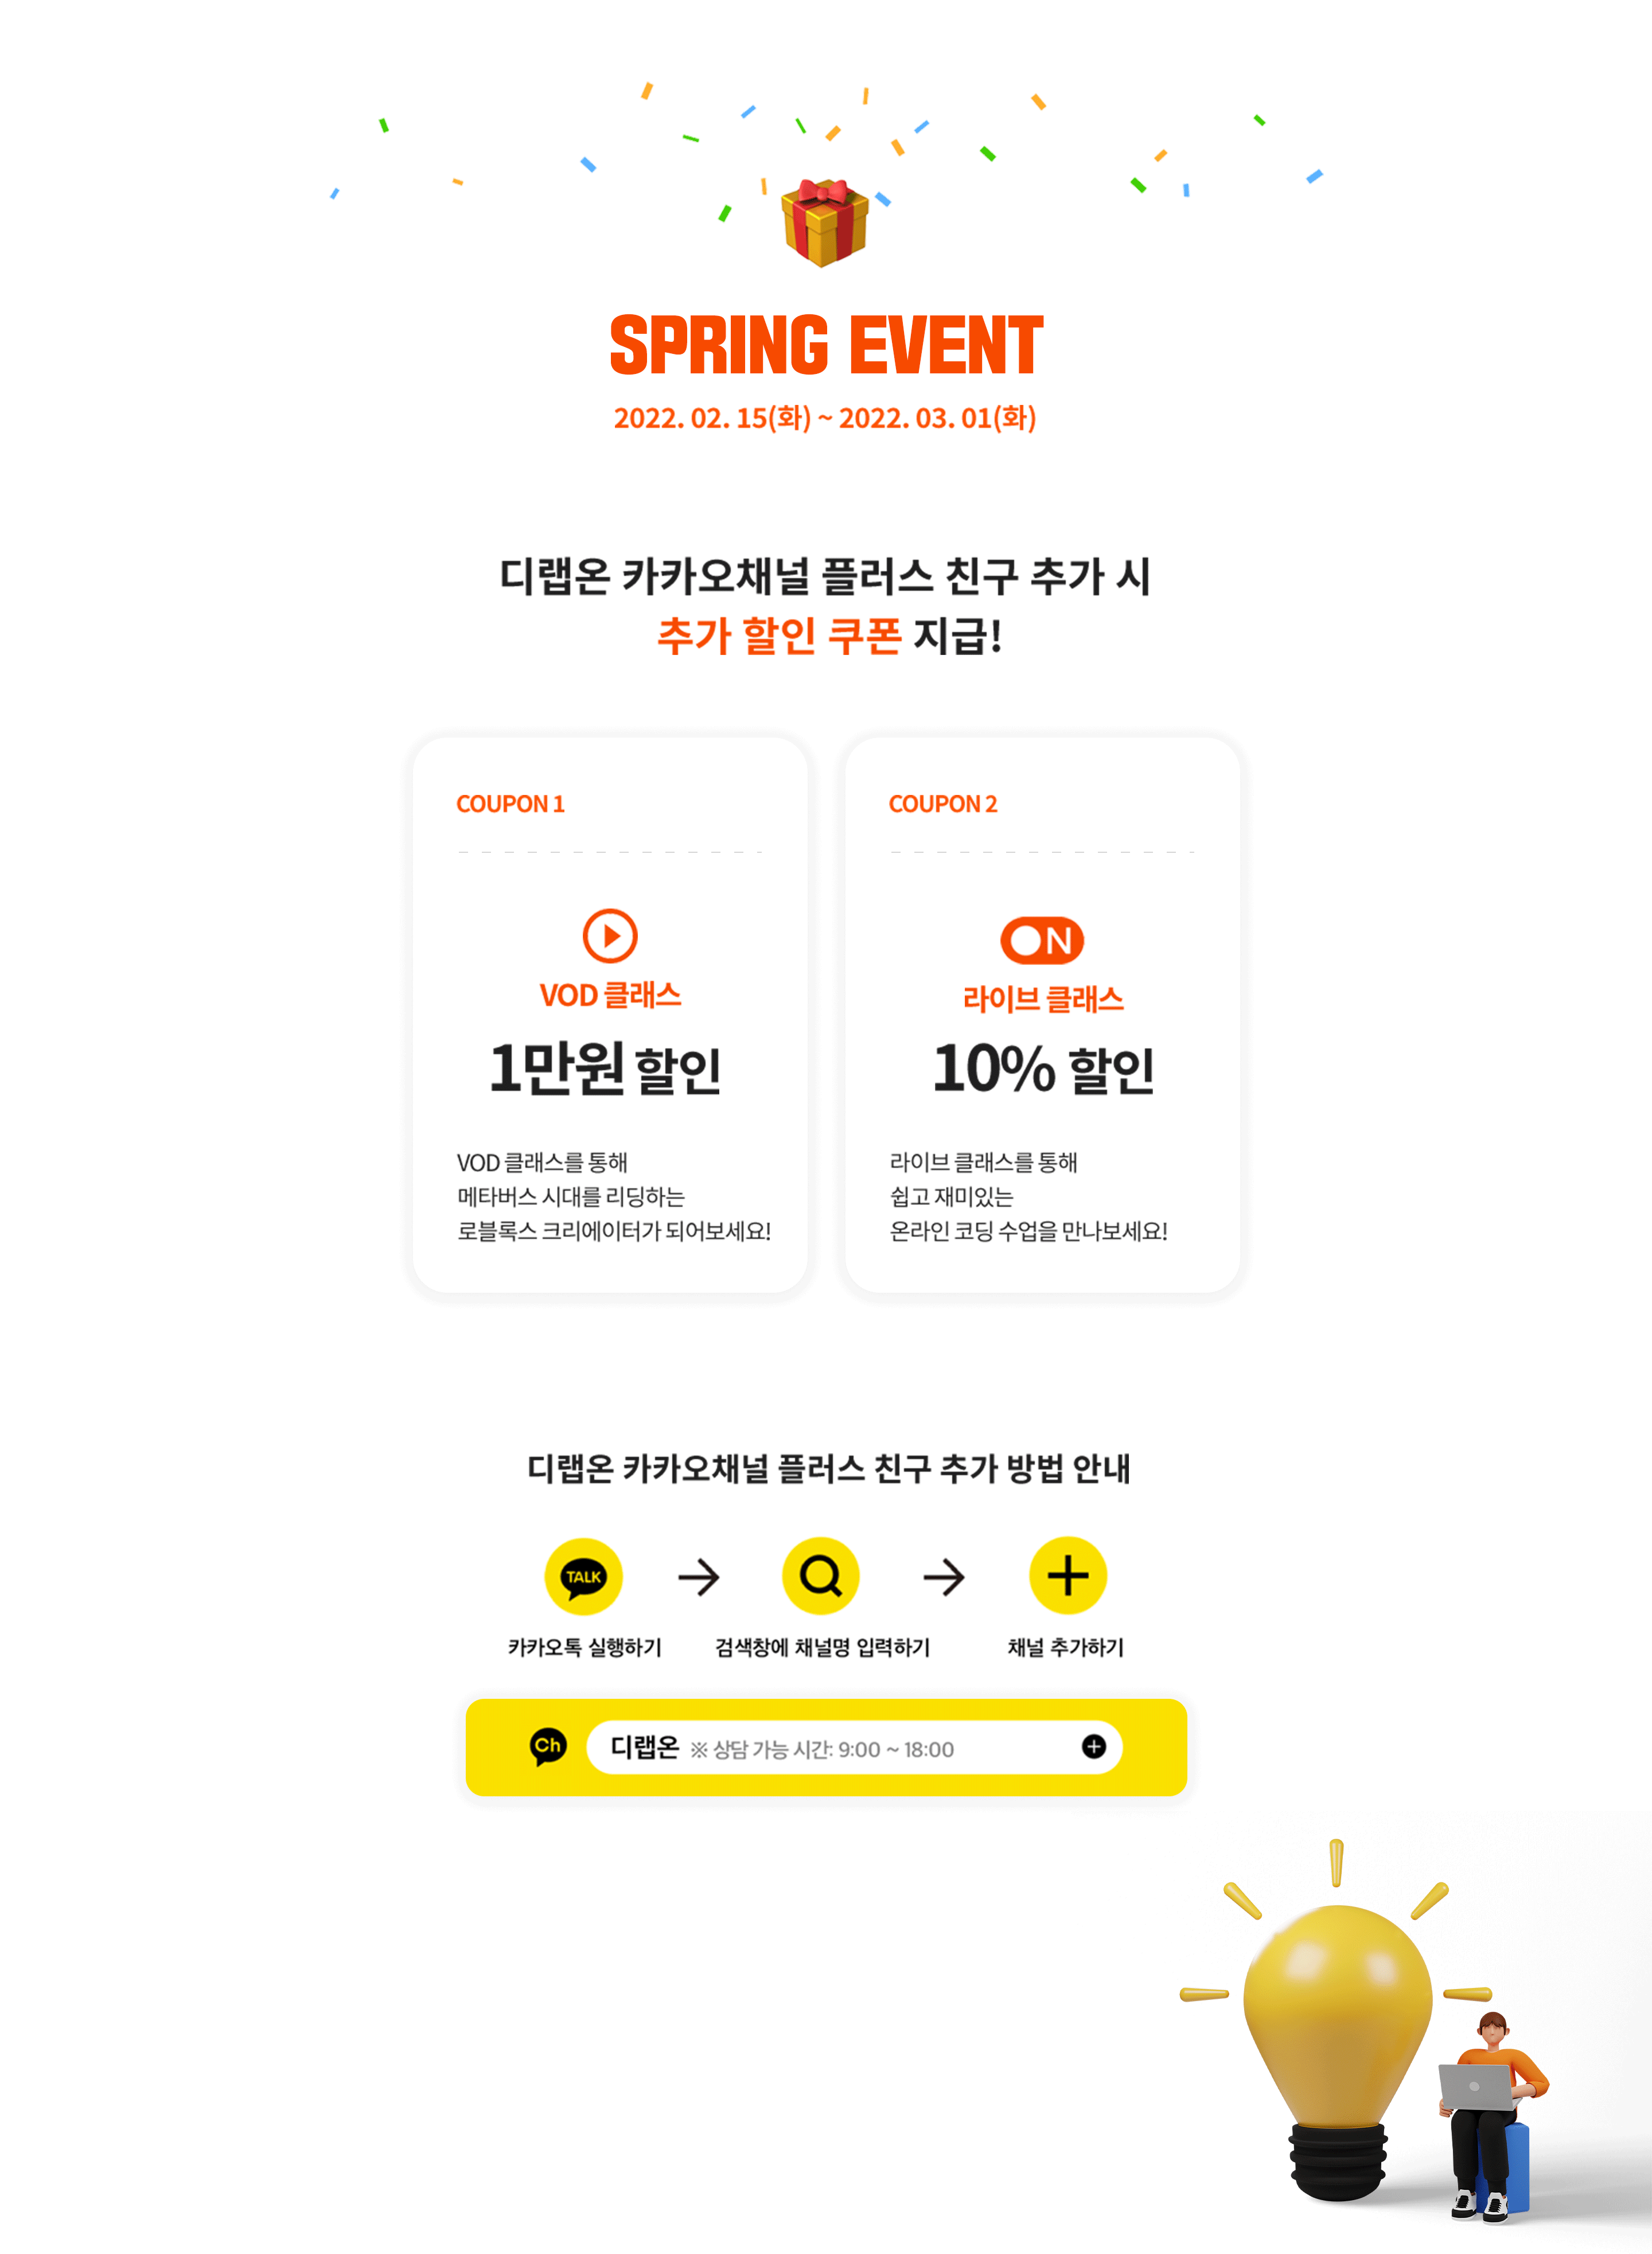 SPRING EVENT
2022. 02. 15(화) ~ 2022. 03. 01(화)
디랩온 카카오채널 플러스 친구 추가 시
추가 할인 쿠폰 지급!
COUPON 1
VOD 클래스
1만원 할인
VOD 클래스를 통해
메타버스 시대를 리딩하는
로블록스 크리에이터가 되어보세요!
COUPON 2
ON
라이브 클래스
10% 할인
라이브 클래스를 통해
쉽고 재미있는
온라인 코딩 수업을 만나보세요!
디랩온 카카오채널 플러스 친구 추가 방법 안내
TALK
카카오톡 실행하기
검색창에 채널명 입력하기
채널 추가하기
Ch 디랩온 ※ 상담 가능 시간: 9:00 ~ 18:00